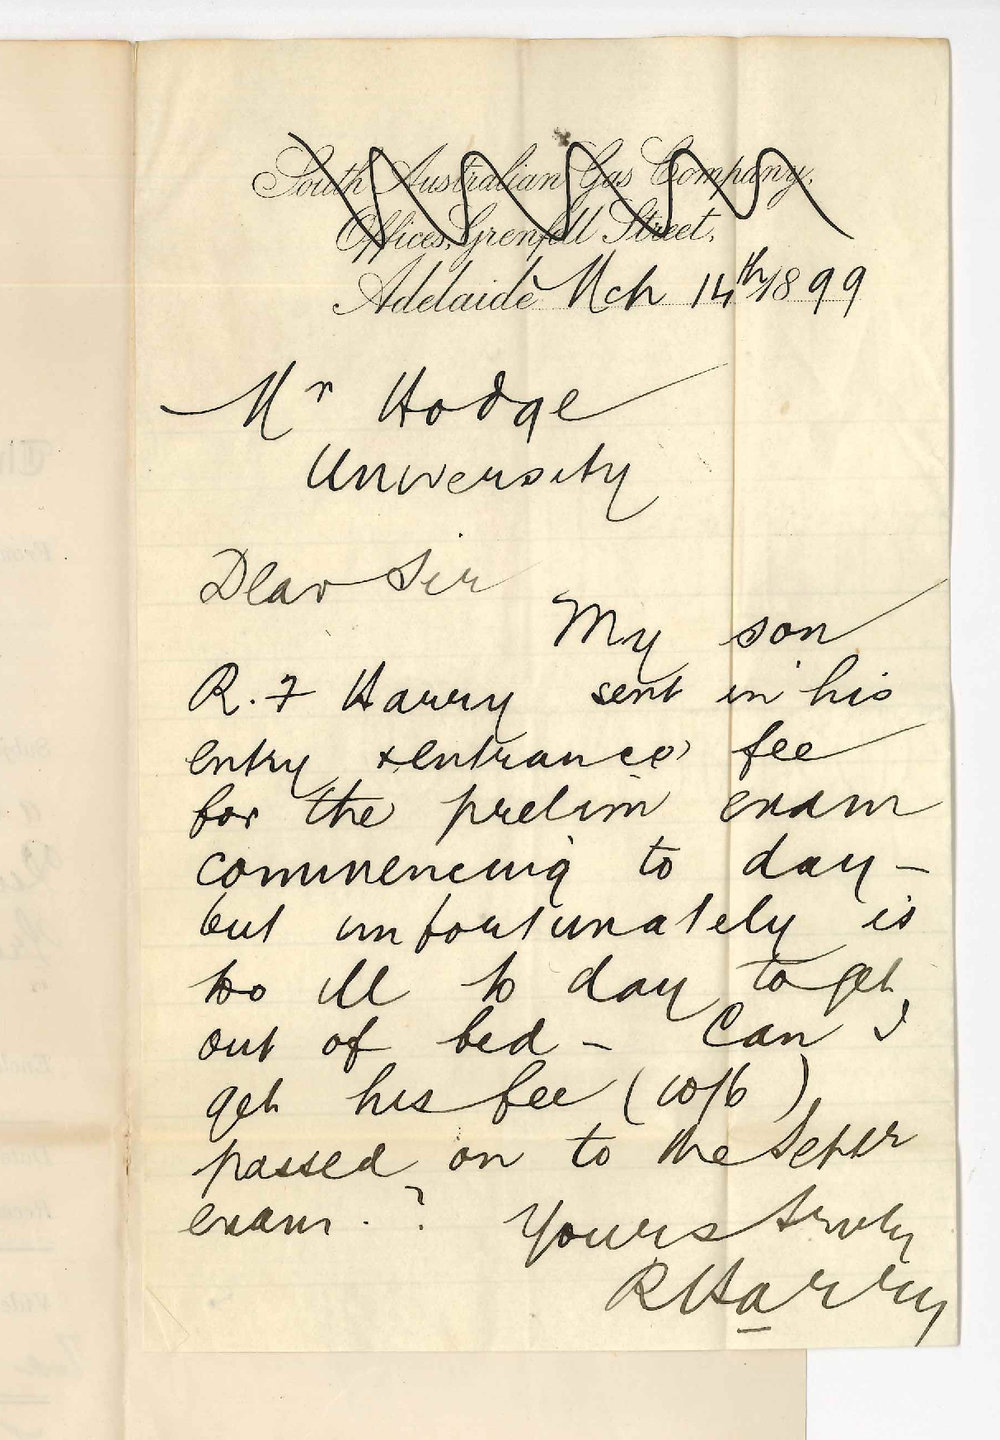 South Australian Gas Company,
Offices, Grenfell Street,
Adelaide Mch 14th 1899
Mr Hodge
University
Dear Sir
My son
R. F Harry sent in his
entry & entrance fee
for the prelim exam
commencing to day –
but unfortunately is
too ill to day to get
out of bed – Can I
get his fee (10/6)
passed on to the Septr
exam. ?
Yours truly
R Harry